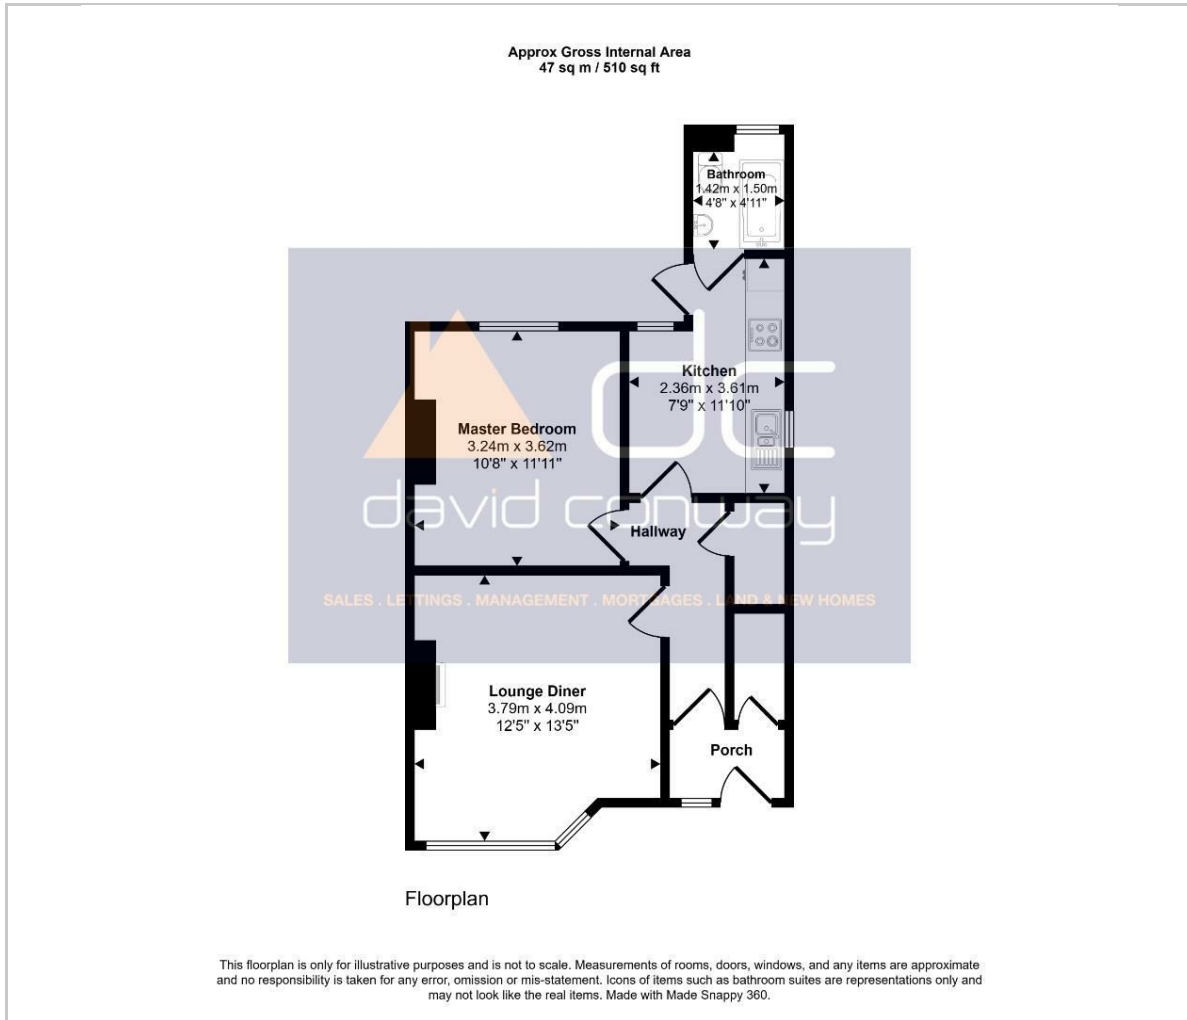 Approx Gross Internal Area
47 sq m / 510 sq ft
Bathroom
1.42m x 1.50m
4'8" x 4'11"
Kitchen
2.36m x 3.61m
7'9" x 11'10"
Master Bedroom
3.24m x 3.62m
10'8" x 11'11"
dc
david conway
Hallway
SALES . LETTINGS . MANAGEMENT . MORTGAGES . LAND & NEW HOMES
Lounge Diner
3.79m x 4.09m
12'5" x 13'5"
Porch
Floorplan
This floorplan is only for illustrative purposes and is not to scale. Measurements of rooms, doors, windows, and any items are approximate
and no responsibility is taken for any error, omission or mis-statement. Icons of items such as bathroom suites are representations only and
may not look like the real items. Made with Made Snappy 360.